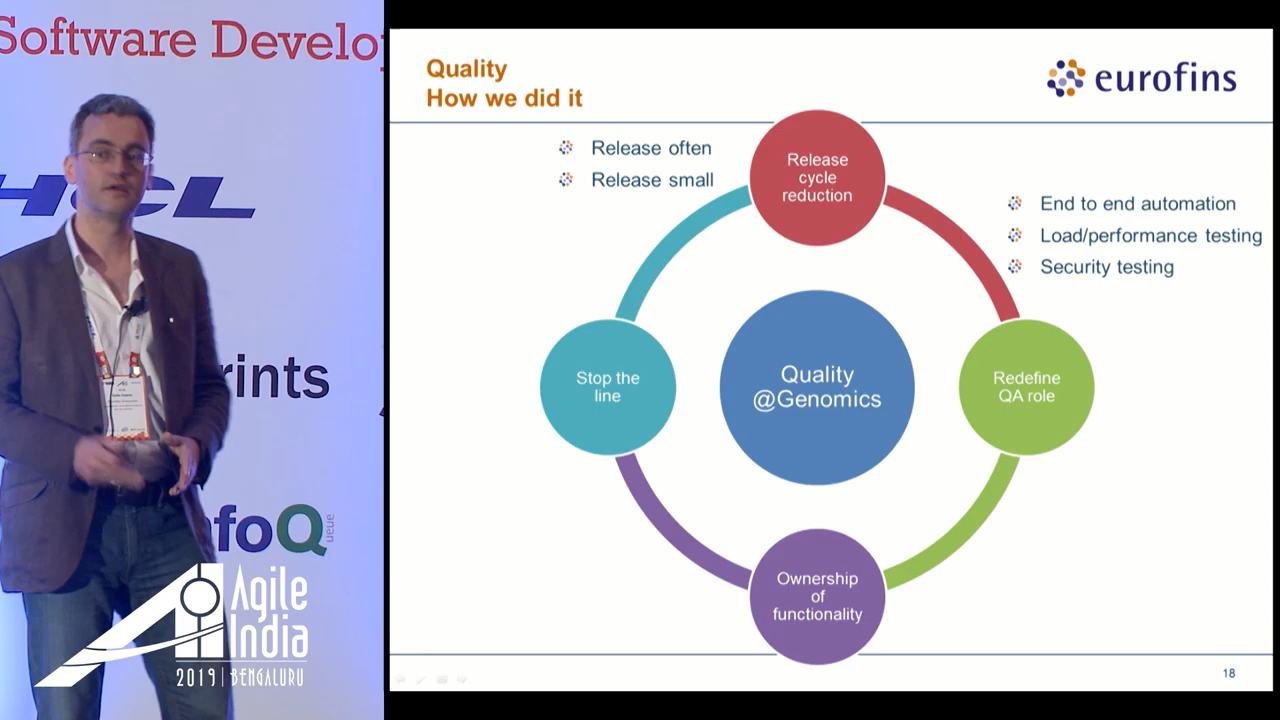 Software Develop
HCL
rints
nfoQ
Agile
India
2019 | BENGALURU
Quality
How we did it
eurofins
Release often
Release small
Release
cycle
reduction
End to end automation
Load/performance testing
Security testing
Stop the
line
Quality
@Genomics
Redefine
QA role
Ownership
of
functionality
18